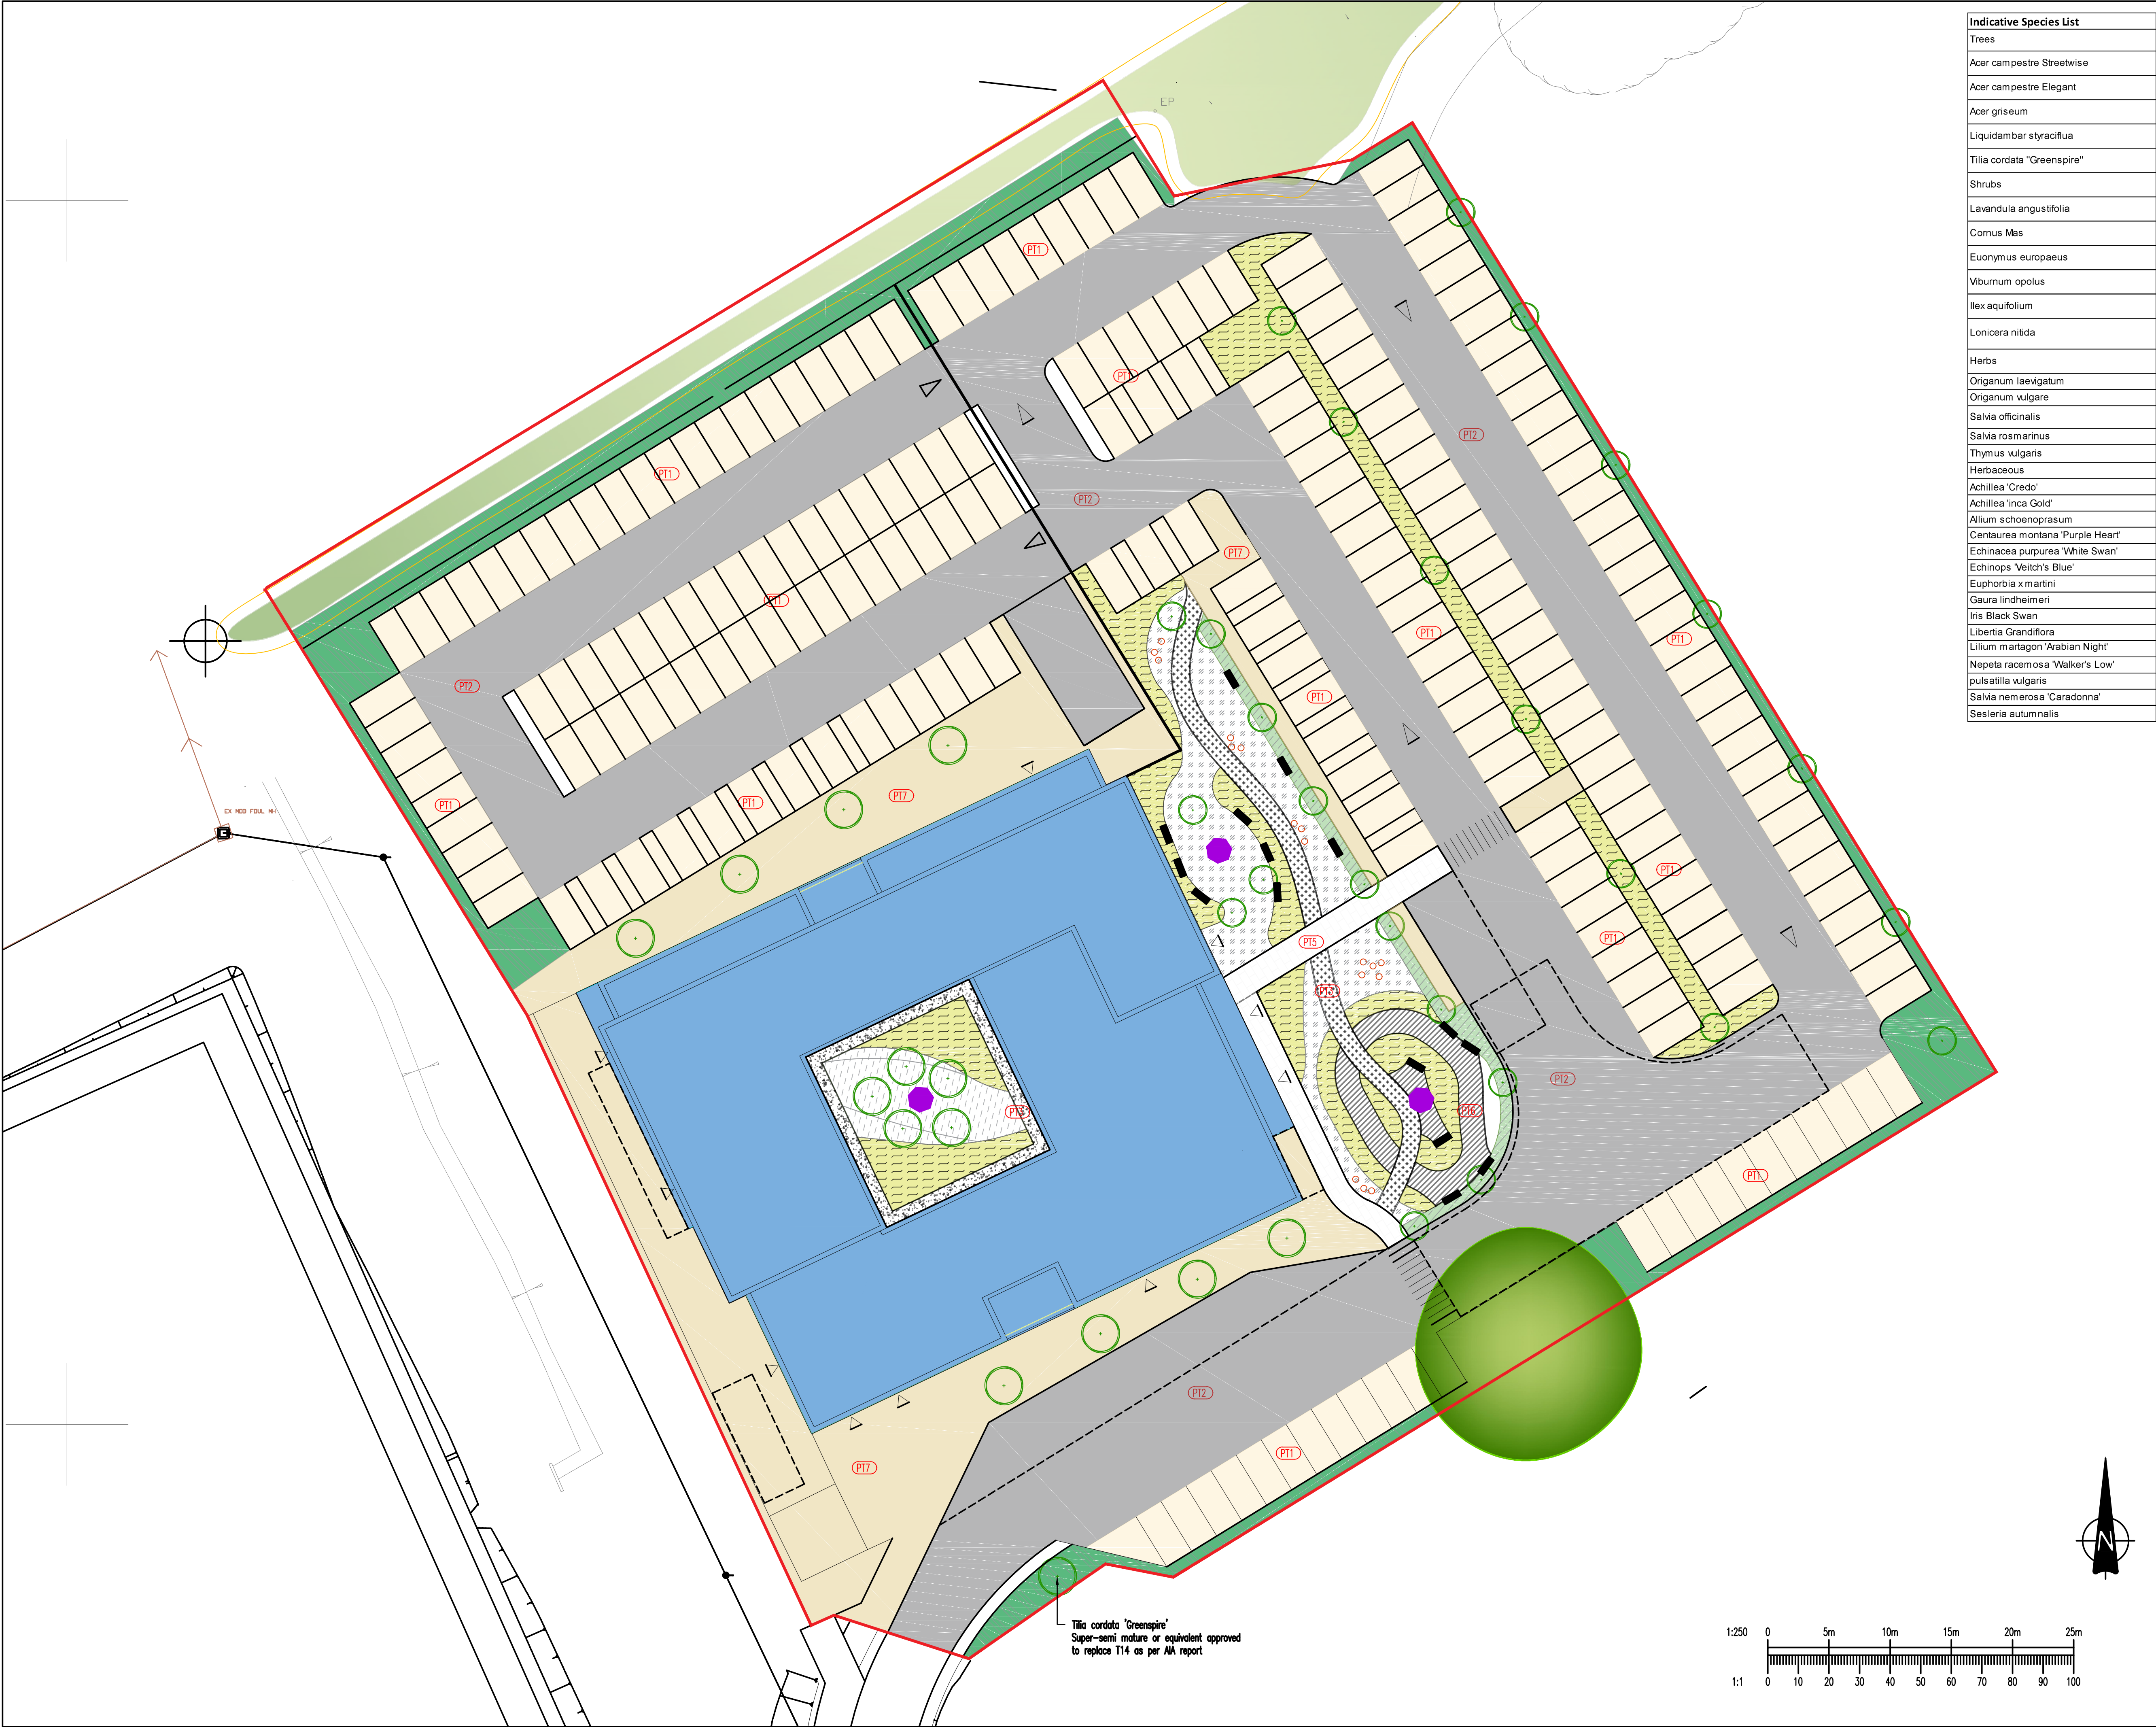 Indicative Species List
Trees
Acer campestre Streetwise
Acer campestre Elegant
Acer griseum
Liquidambar styraciflua
Tilia cordata "Greenspire"
Shrubs
Lavandula angustifolia
Cornus Mas
Euonymus europaeus
Viburnum opolus
Ilex aquifolium
Lonicera nitida
Herbs
Origanum laevigatum
Origanum vulgare
Salvia officinalis
Salvia rosmarinus
Thymus vulgaris
Herbaceous
Achillea 'Credo'
Achillea 'inca Gold'
Allium schoenoprasum
Centaurea montana 'Purple Heart'
Echinacea purpurea 'White Swan'
Echinops 'Veitch's Blue'
Euphorbia x martini
Gaura lindheimeri
Iris Black Swan
Libertia Grandiflora
Lilium martagon 'Arabian Night'
Nepeta racemosa 'Walker's Low'
pulsatilla vulgaris
Salvia nemerosa 'Caradonna'
Sesleria autumnalis
EP
PT1
PT1
PT2
PT1
PT2
PT7
PT1
PT1
PT1
PT2
PT1
PT1
PT1
PT7
EX MOD FOUL MH
PT1
PT1
PT5
PT2
PT6
PT1
PT2
PT1
PT7
Tilia cordata 'Greenspire'
Super-semi mature or equivalent approved
to replace T14 as per AIA report
N
1:250 0 5m 10m 15m 20m 25m
1:1 0 10 20 30 40 50 60 70 80 90 100